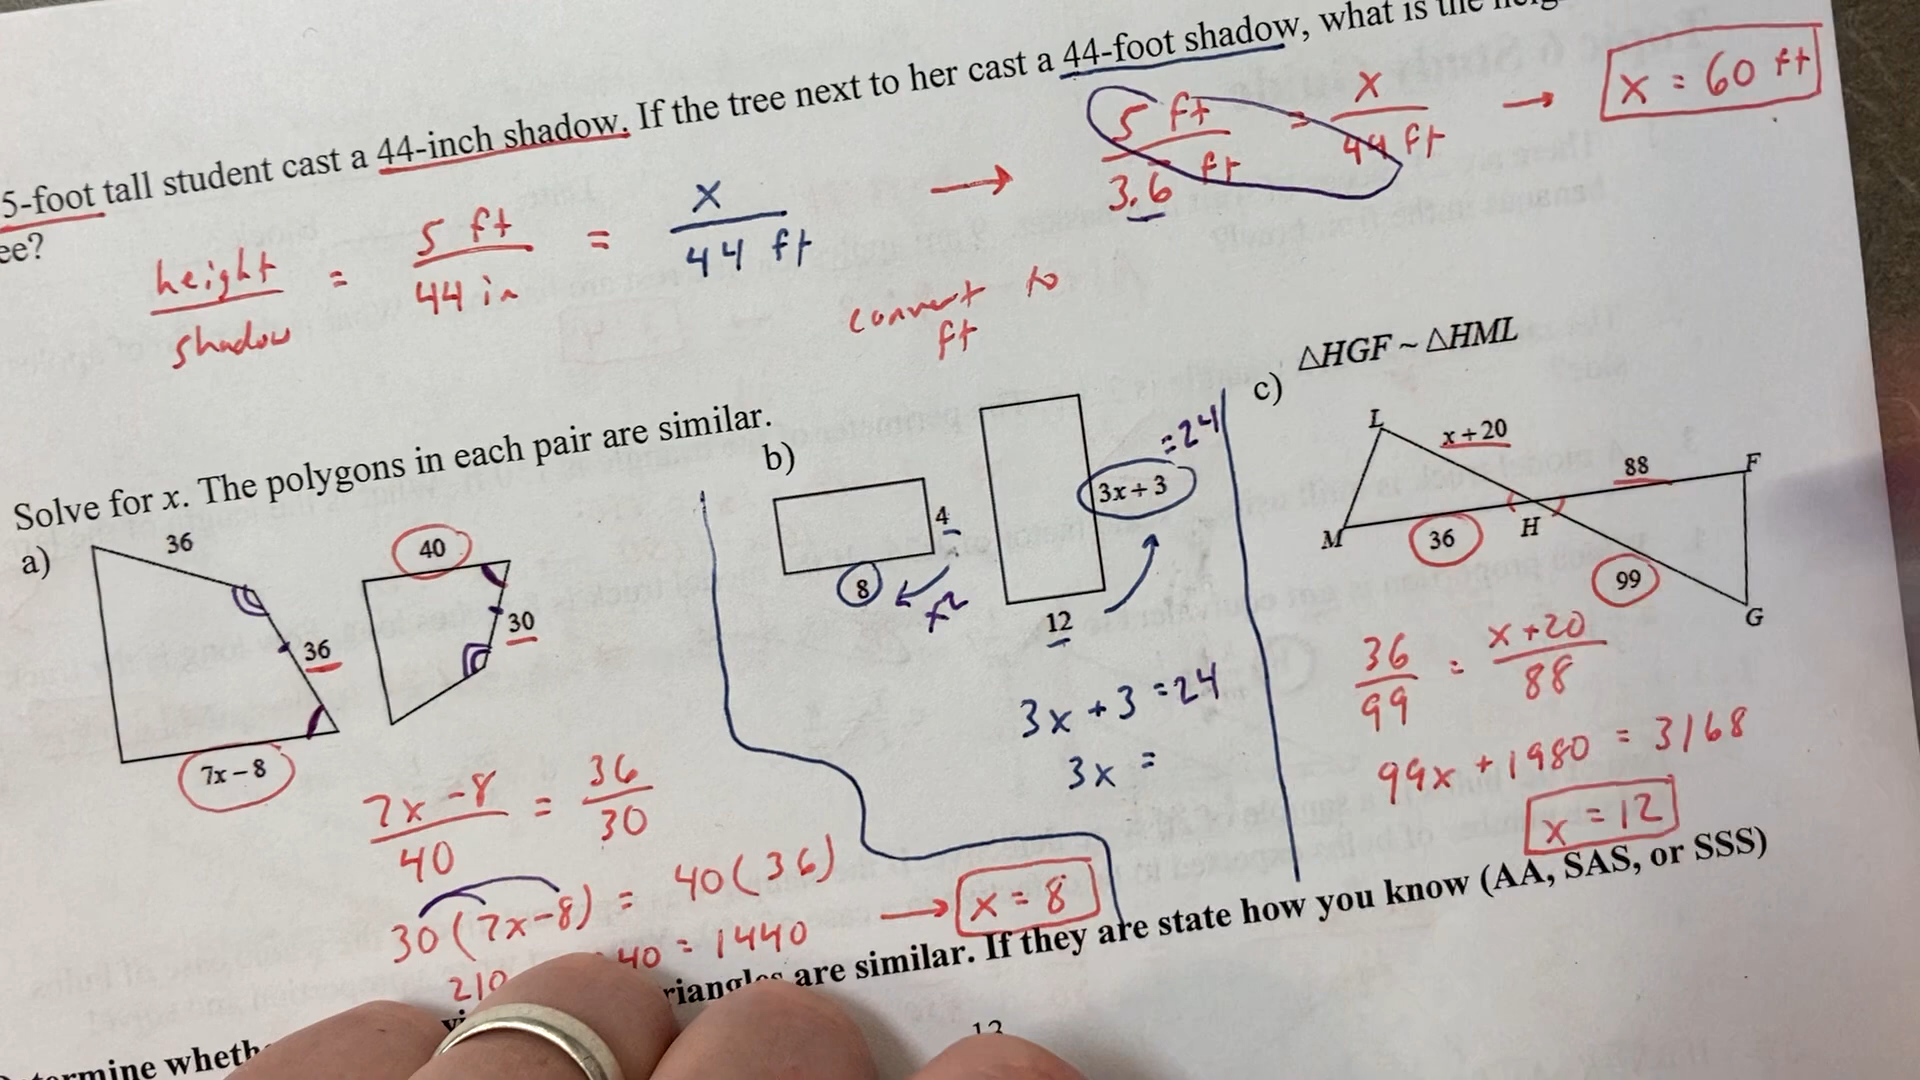 5-foot tall student cast a 44-inch shadow. If the tree next to her cast a 44-foot shadow, what is the
ee?
height / shadow = 5 ft / 44 in = x / 44 ft → 5 ft / 3.6 ft = x / 44 ft → x = 60 ft
convert to
ft
Solve for x. The polygons in each pair are similar.
a)
36
36
7x – 8
40
30
7x - 8 / 40 = 36 / 30
30(7x-8) = 40(36)
210 40 = 1440 → x = 8
b)
4
8
x2
12
3x + 3
=24
3x + 3 = 24
3x =
c)
△HGF ~ △HML
L
x + 20
88
F
M
36
H
99
G
36 / 99 = x + 20 / 88
99x + 1980 = 3168
x = 12
riangles are similar. If they are state how you know (AA, SAS, or SSS)
ermine wheth
vi
12